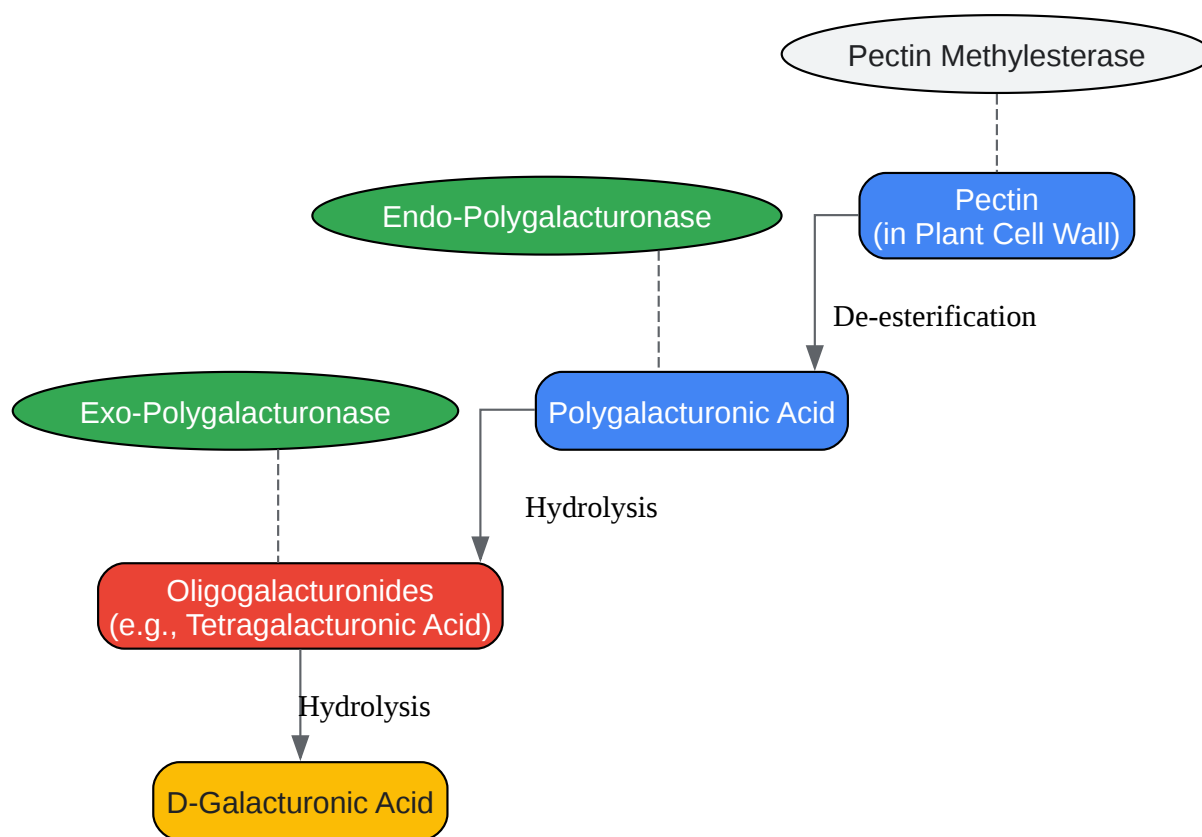 Pectin Methylesterase
Pectin
(in Plant Cell Wall)
Endo-Polygalacturonase
De-esterification
Polygalacturonic Acid
Exo-Polygalacturonase
Hydrolysis
Oligogalacturonides
(e.g., Tetragalacturonic Acid)
Hydrolysis
D-Galacturonic Acid